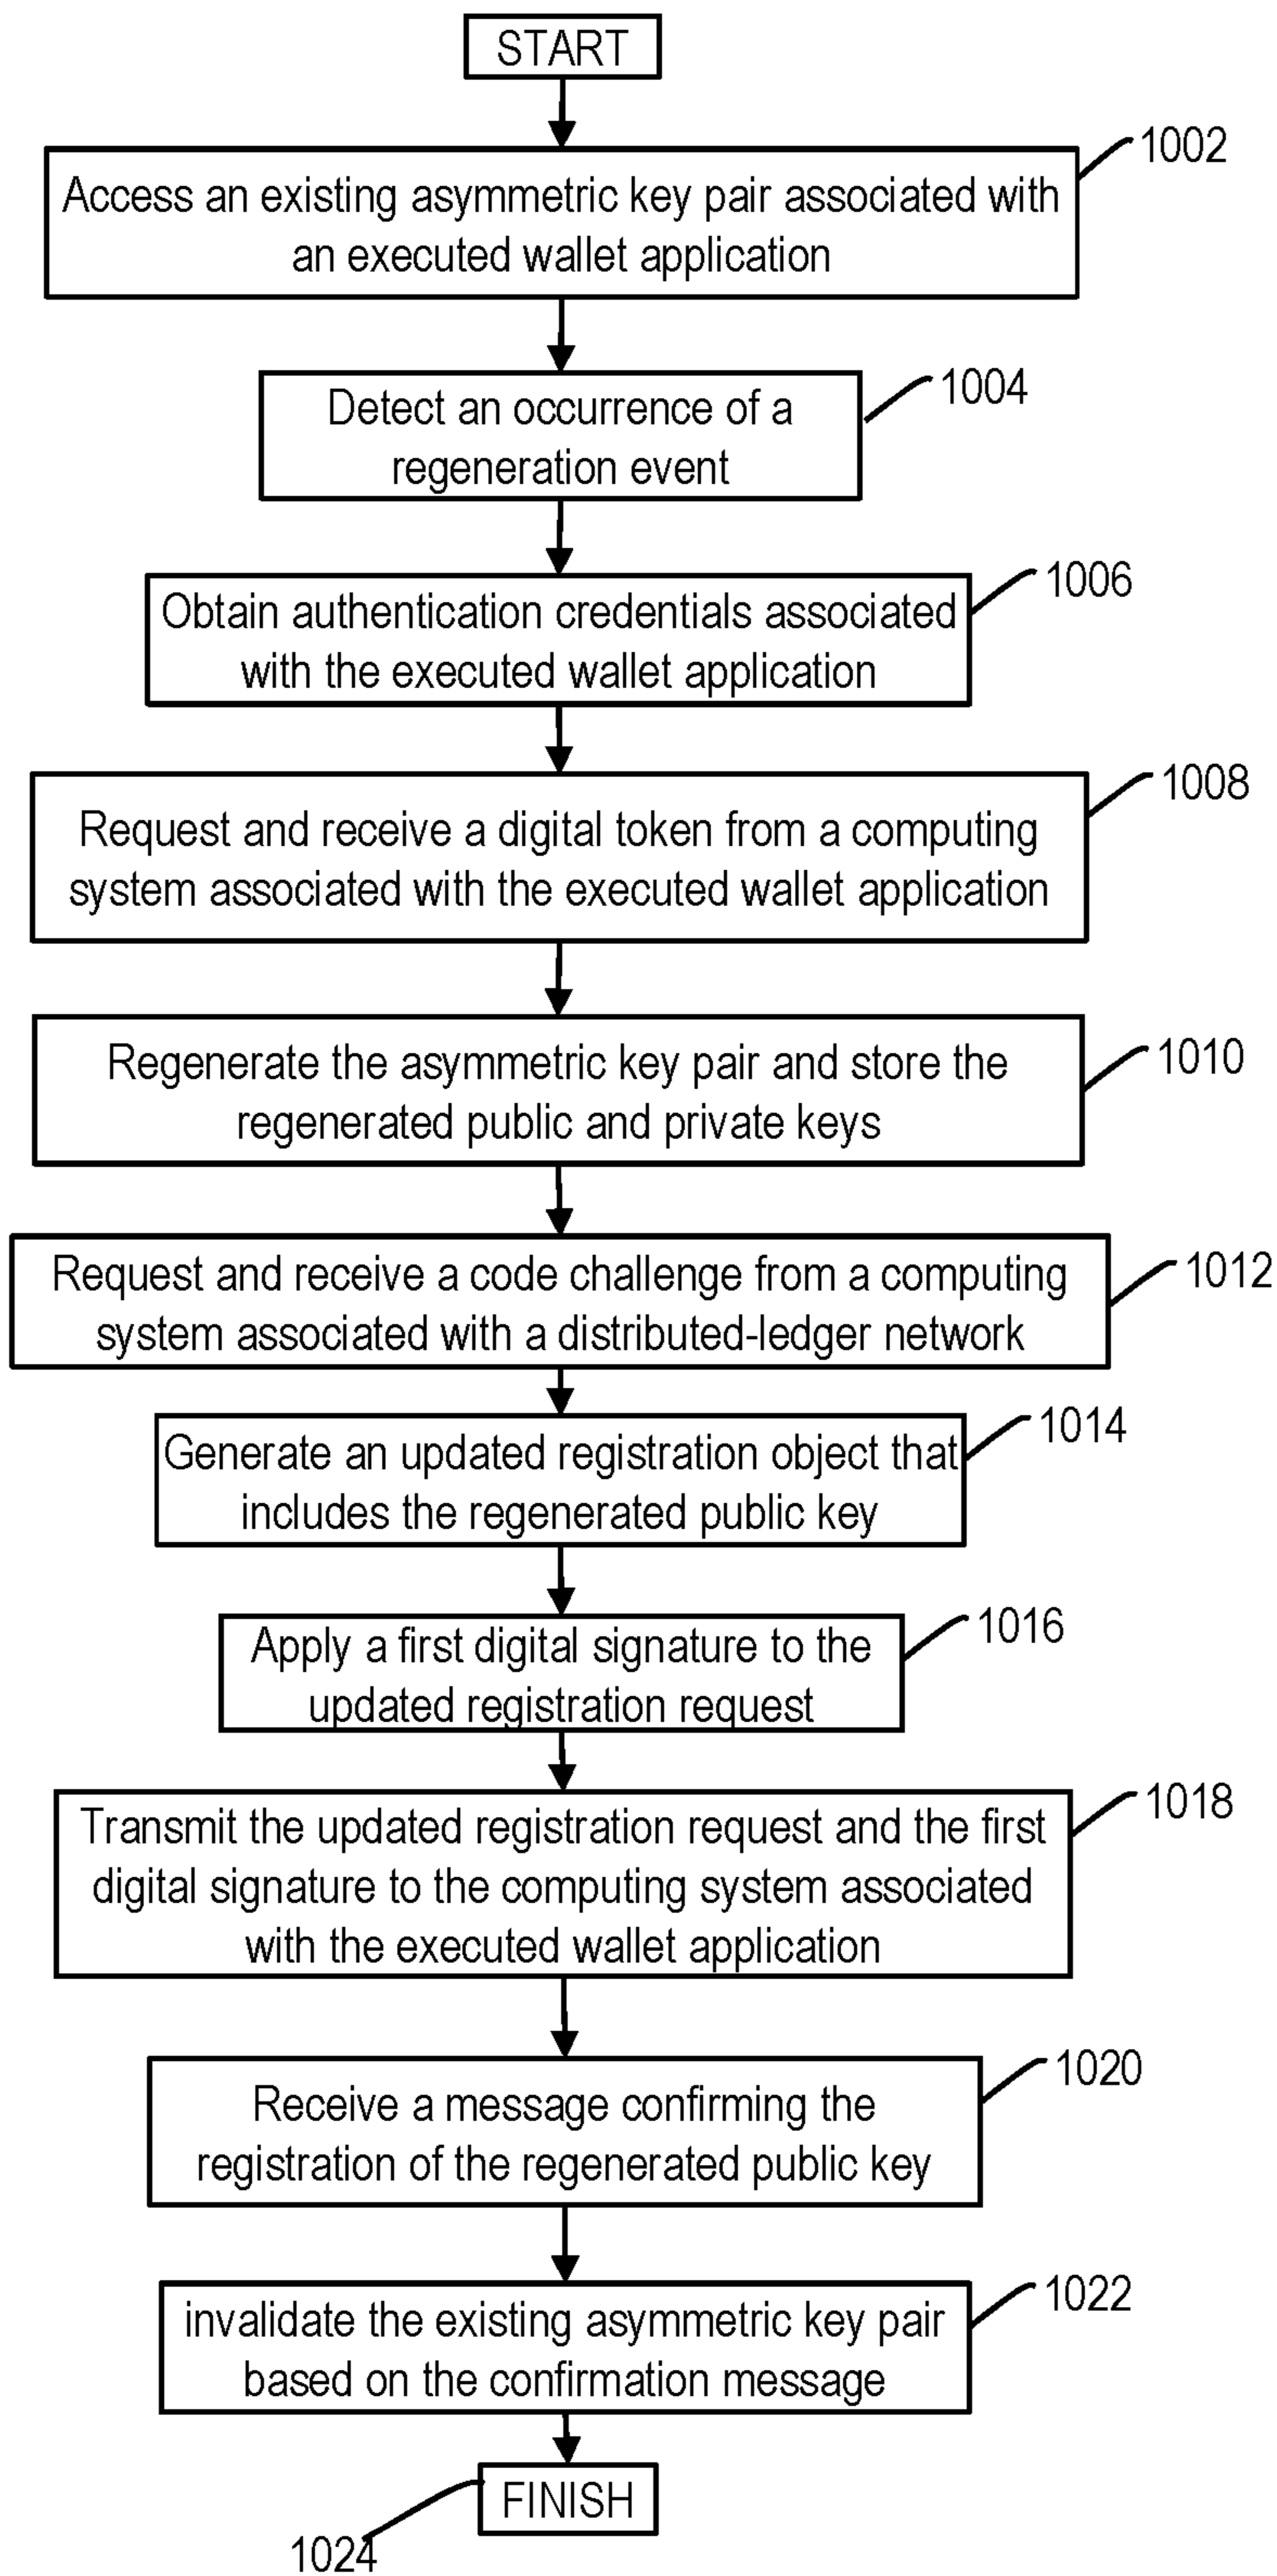 START
1002
Access an existing asymmetric key pair associated with
an executed wallet application
1004
Detect an occurrence of a
regeneration event
1006
Obtain authentication credentials associated
with the executed wallet application
1008
Request and receive a digital token from a computing
system associated with the executed wallet application
1010
Regenerate the asymmetric key pair and store the
regenerated public and private keys
1012
Request and receive a code challenge from a computing
system associated with a distributed-ledger network
1014
Generate an updated registration object that
includes the regenerated public key
1016
Apply a first digital signature to the
updated registration request
1018
Transmit the updated registration request and the first
digital signature to the computing system associated
with the executed wallet application
1020
Receive a message confirming the
registration of the regenerated public key
1022
invalidate the existing asymmetric key pair
based on the confirmation message
FINISH
1024